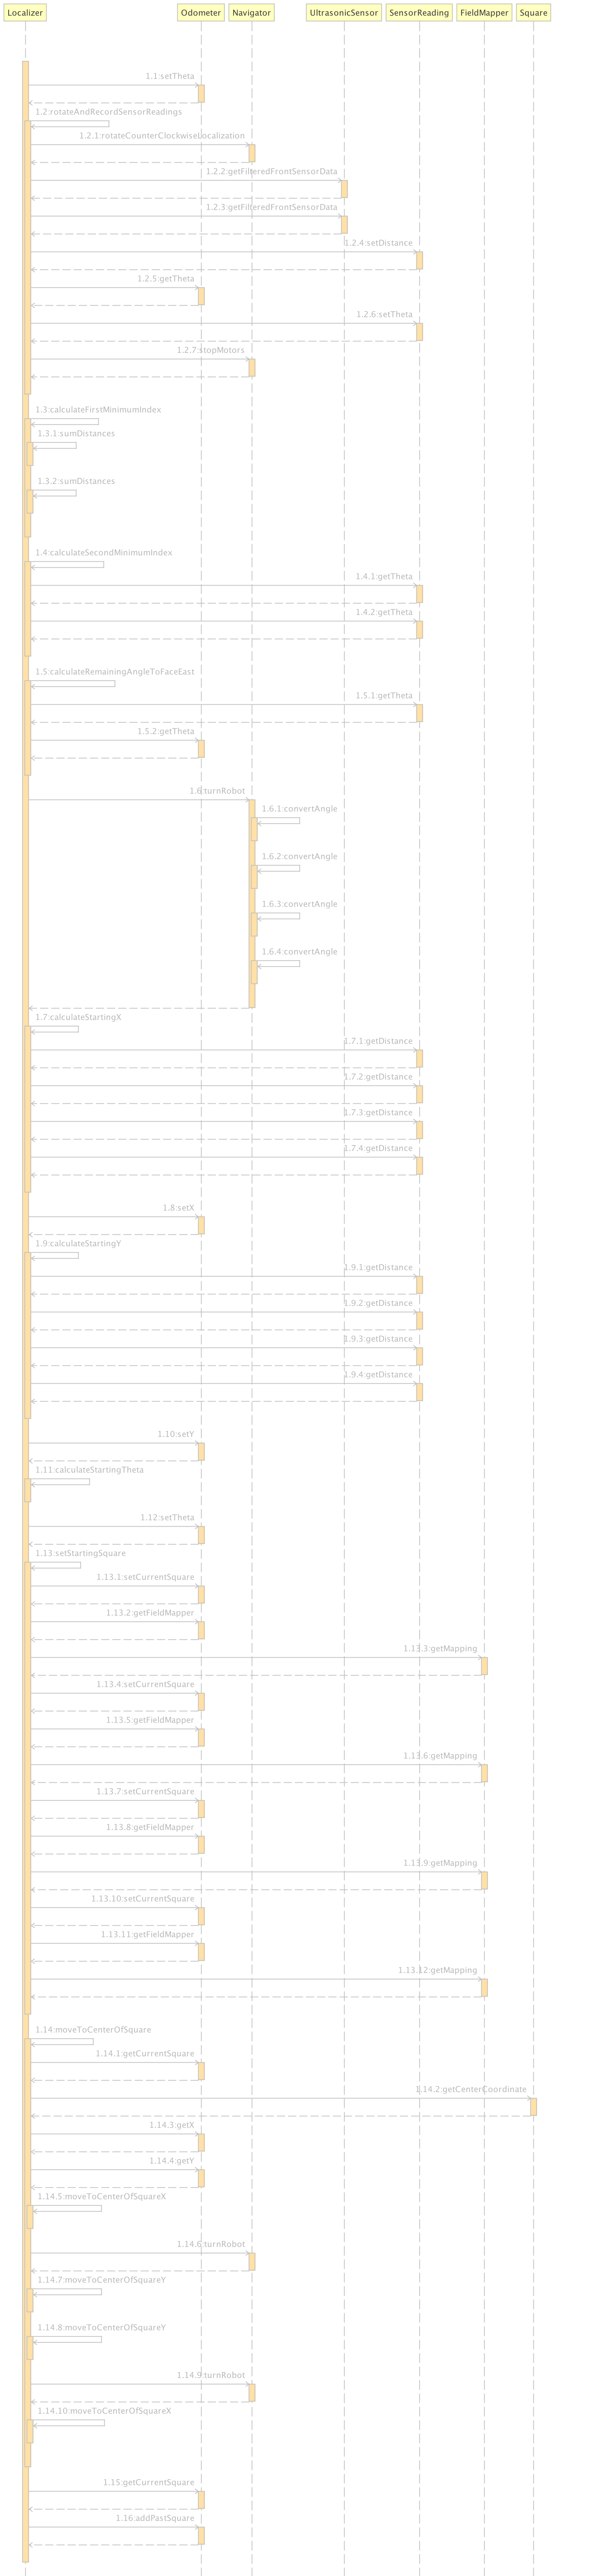 Localizer Odometer Navigator UltrasonicSensor SensorReading FieldMapper Square
1.1:setTheta
1.2:rotateAndRecordSensorReadings
1.2.1:rotateCounterClockwiseLocalization
1.2.2:getFilteredFrontSensorData
1.2.3:getFilteredFrontSensorData
1.2.4:setDistance
1.2.5:getTheta
1.2.6:setTheta
1.2.7:stopMotors
1.3:calculateFirstMinimumIndex
1.3.1:sumDistances
1.3.2:sumDistances
1.4:calculateSecondMinimumIndex
1.4.1:getTheta
1.4.2:getTheta
1.5:calculateRemainingAngleToFaceEast
1.5.1:getTheta
1.5.2:getTheta
1.6:turnRobot
1.6.1:convertAngle
1.6.2:convertAngle
1.6.3:convertAngle
1.6.4:convertAngle
1.7:calculateStartingX
1.7.1:getDistance
1.7.2:getDistance
1.7.3:getDistance
1.7.4:getDistance
1.8:setX
1.9:calculateStartingY
1.9.1:getDistance
1.9.2:getDistance
1.9.3:getDistance
1.9.4:getDistance
1.10:setY
1.11:calculateStartingTheta
1.12:setTheta
1.13:setStartingSquare
1.13.1:setCurrentSquare
1.13.2:getFieldMapper
1.13.3:getMapping
1.13.4:setCurrentSquare
1.13.5:getFieldMapper
1.13.6:getMapping
1.13.7:setCurrentSquare
1.13.8:getFieldMapper
1.13.9:getMapping
1.13.10:setCurrentSquare
1.13.11:getFieldMapper
1.13.12:getMapping
1.14:moveToCenterOfSquare
1.14.1:getCurrentSquare
1.14.2:getCenterCoordinate
1.14.3:getX
1.14.4:getY
1.14.5:moveToCenterOfSquareX
1.14.6:turnRobot
1.14.7:moveToCenterOfSquareY
1.14.8:moveToCenterOfSquareY
1.14.9:turnRobot
1.14.10:moveToCenterOfSquareX
1.15:getCurrentSquare
1.16:addPastSquare